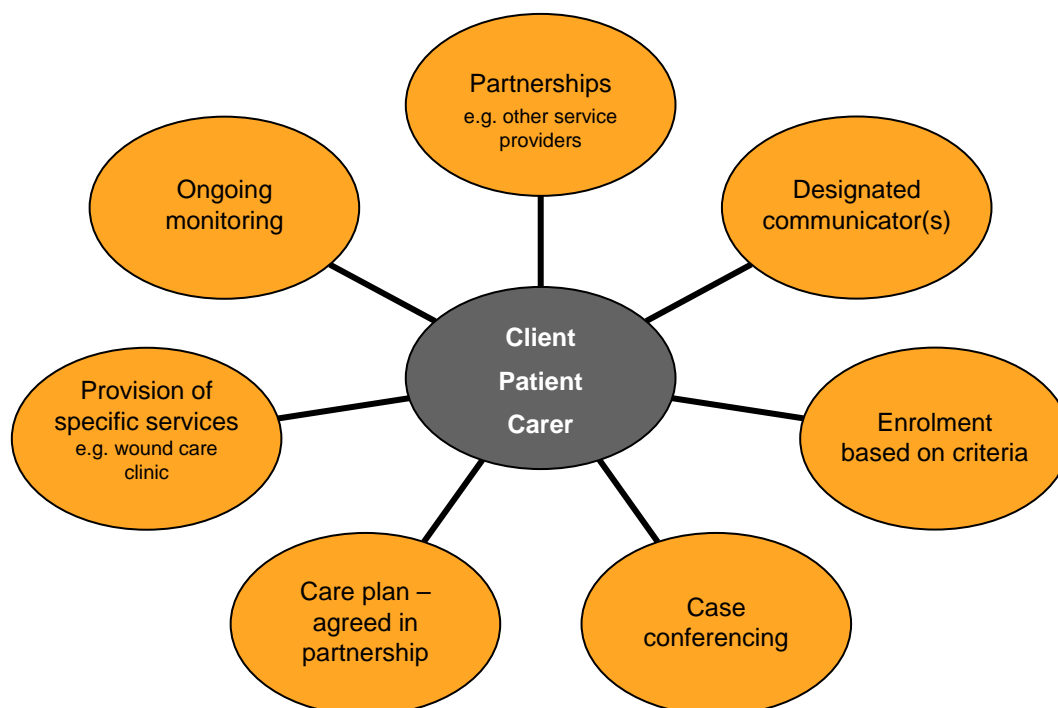 Partnerships
e.g. other service
providers
Designated
communicator(s)
Enrolment
based on criteria
Case
conferencing
Care plan –
agreed in
partnership
Provision of
specific services
e.g. wound care
clinic
Ongoing
monitoring
Client
Patient
Carer